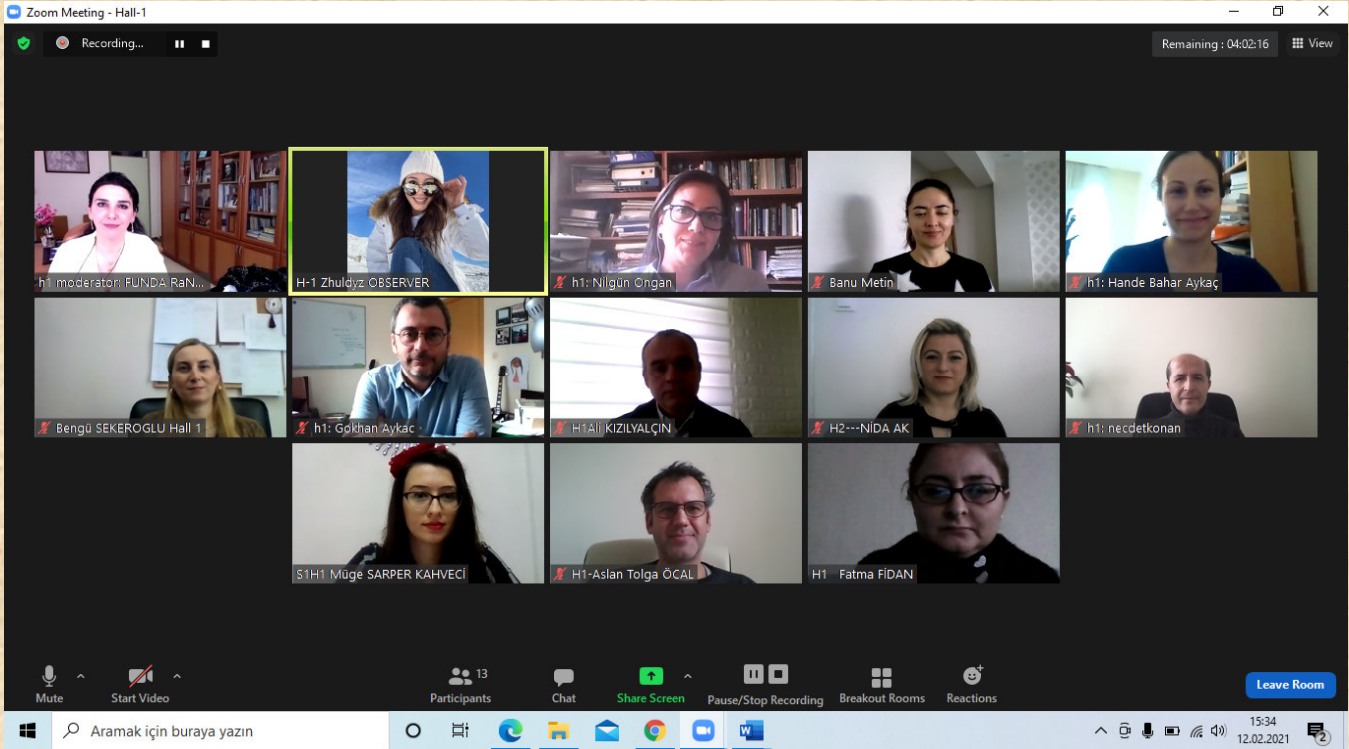 Zoom Meeting - Hall-1
Recording...
Remaining : 04:02:16
View
h1 moderator: FUNDA RaN...
H-1 Zhuldyz OBSERVER
h1: Nilgün Ongan
Banu Metin
h1: Hande Bahar Aykaç
Bengü SEKEROGLU Hall 1
h1: Gökhan Aykac
H1Ali KIZILYALÇIN
H2---NİDA AK
h1: necdetkonan
S1H1 Müge SARPER KAHVECİ
H1-Aslan Tolga ÖCAL
H1 Fatma FİDAN
Mute
Start Video
13
Participants
Chat
Share Screen
Pause/Stop Recording
Breakout Rooms
Reactions
Leave Room
Aramak için buraya yazın
15:34
12.02.2021
2